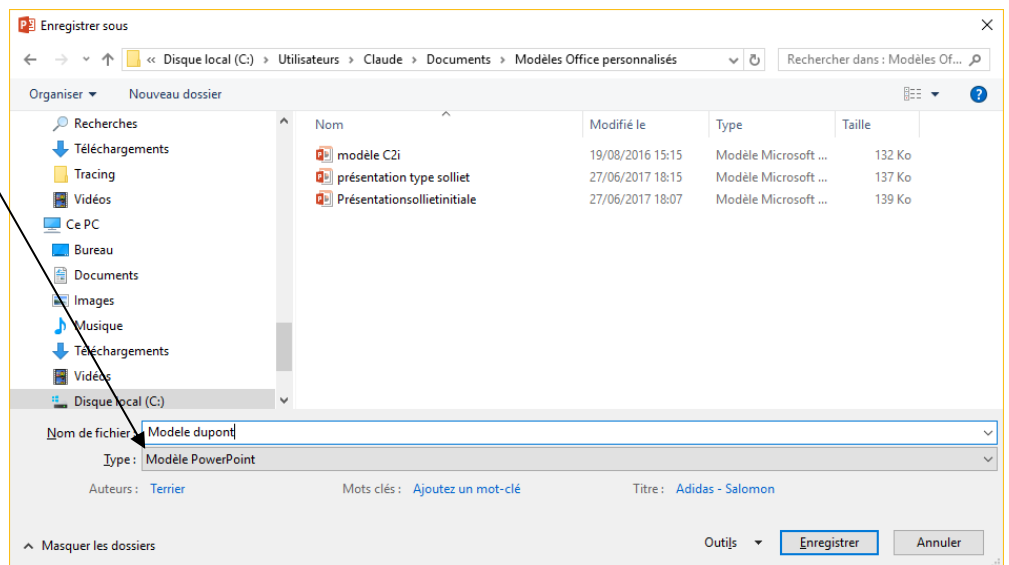 Enregistrer sous
« Disque local (C:) > Utilisateurs > Claude > Documents > Modèles Office personnalisés
Rechercher dans : Modèles Of...
Organiser
Nouveau dossier
Recherches
Téléchargements
Tracing
Vidéos
Ce PC
Bureau
Documents
Images
Musique
Téléchargements
Vidéos
Disque local (C:)
Nom Modifié le Type Taille
modèle C2i 19/08/2016 15:15 Modèle Microsoft ... 132 Ko
présentation type solliet 27/06/2017 18:15 Modèle Microsoft ... 137 Ko
Présentationsollietinitiale 27/06/2017 18:07 Modèle Microsoft ... 139 Ko
Nom de fichier : Modele dupont
Type : Modèle PowerPoint
Auteurs : Terrier Mots clés : Ajoutez un mot-clé Titre : Adidas - Salomon
Masquer les dossiers Outils Enregistrer Annuler